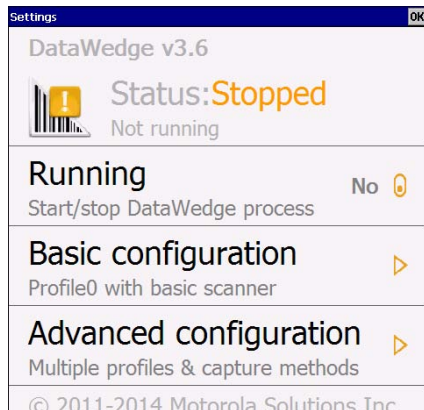 Settings OK
DataWedge v3.6
Status:Stopped
Not running
Running
No
Start/stop DataWedge process
Basic configuration
Profile0 with basic scanner
Advanced configuration
Multiple profiles & capture methods
© 2011-2014 Motorola Solutions Inc